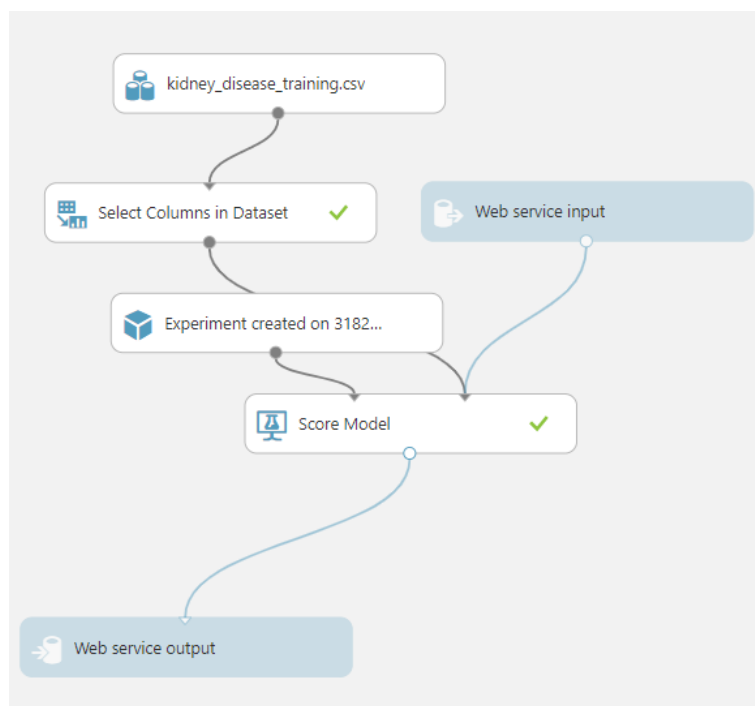 kidney_disease_training.csv
Select Columns in Dataset
Web service input
Experiment created on 3182...
Score Model
Web service output